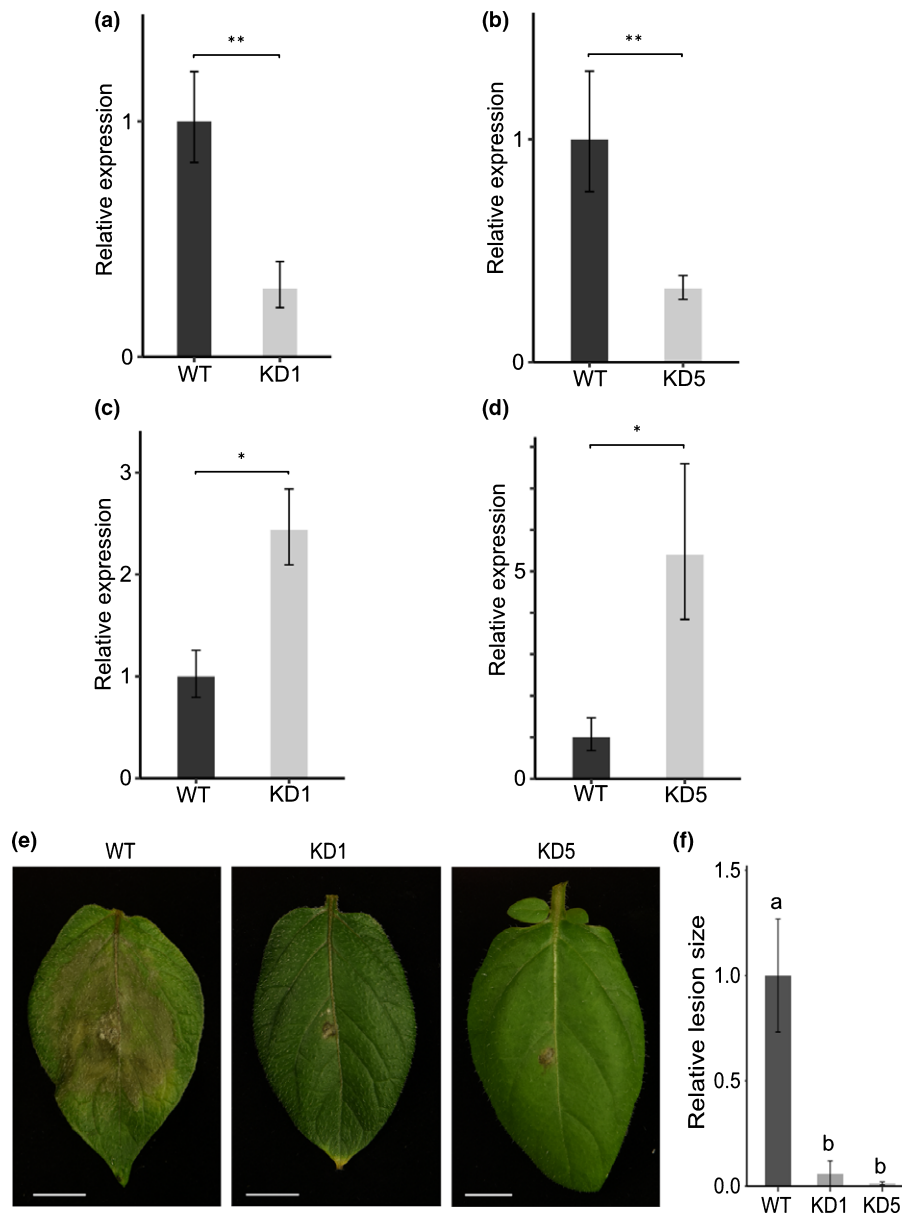 (a)
**
Relative expression
1
0
WT KD1
(b)
**
Relative expression
1
0
WT KD5
(c)
*
Relative expression
3
2
1
0
WT KD1
(d)
*
Relative expression
5
0
WT KD5
(e)
WT KD1 KD5
(f)
Relative lesion size
1.5
1.0
0.5
0.0
a
b
b
WT KD1 KD5